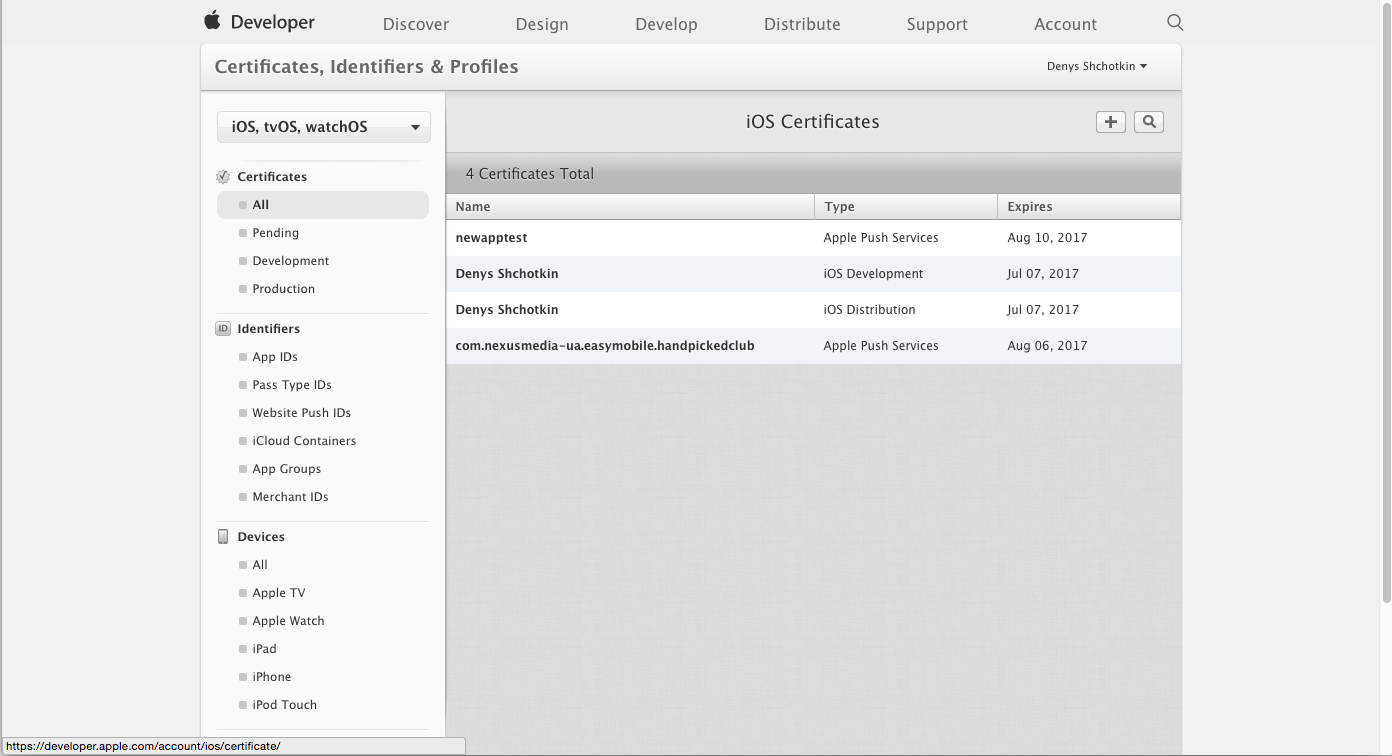 Developer Discover Design Develop Distribute Support Account
Certificates, Identifiers & Profiles
Denys Shchotkin
iOS, tvOS, watchOS
Certificates
All
Pending
Development
Production
ID Identifiers
App IDs
Pass Type IDs
Website Push IDs
iCloud Containers
App Groups
Merchant IDs
Devices
All
Apple TV
Apple Watch
iPad
iPhone
iPod Touch
iOS Certificates
4 Certificates Total
Name Type Expires
newapptest Apple Push Services Aug 10, 2017
Denys Shchotkin iOS Development Jul 07, 2017
Denys Shchotkin iOS Distribution Jul 07, 2017
com.nexusmedia-ua.easymobile.handpickedclub Apple Push Services Aug 06, 2017
https://developer.apple.com/account/ios/certificate/